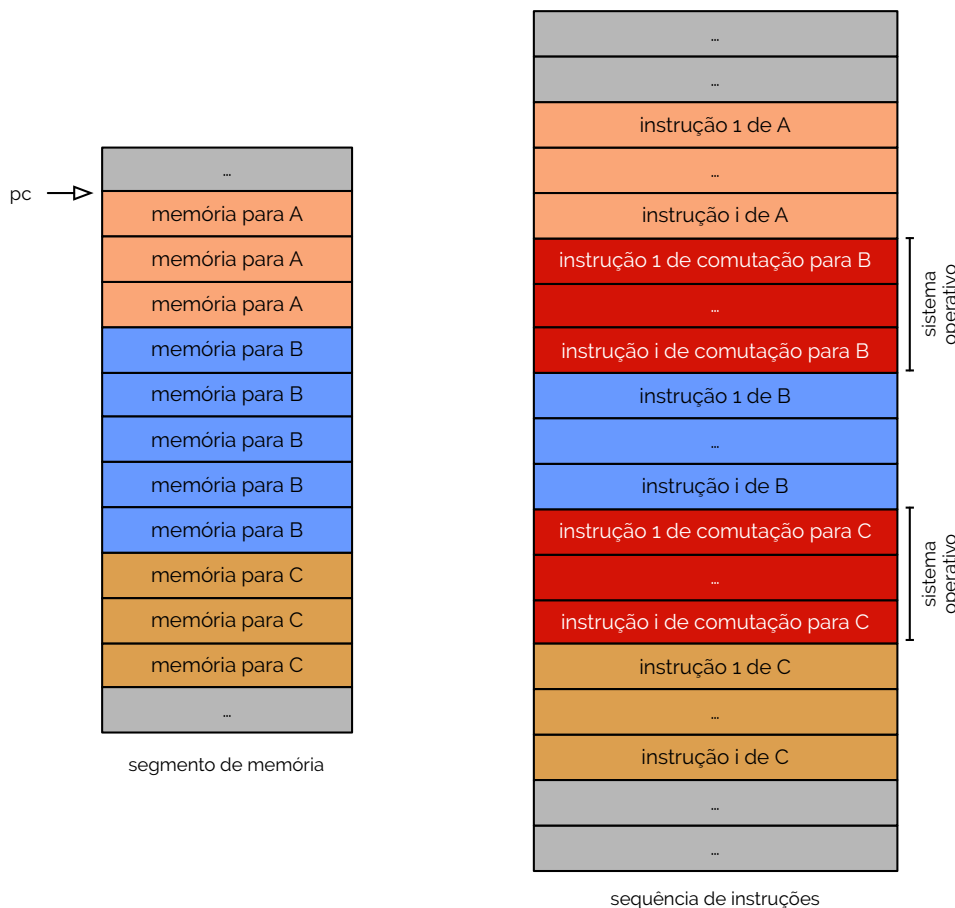 …
pc
memória para A
memória para A
memória para A
memória para B
memória para B
memória para B
memória para B
memória para B
memória para C
memória para C
memória para C
…
segmento de memória
…
…
instrução 1 de A
…
instrução i de A
instrução 1 de comutação para B
…
instrução i de comutação para B
sistema
operativo
instrução 1 de B
…
instrução i de B
instrução 1 de comutação para C
…
instrução i de comutação para C
sistema
operativo
instrução 1 de C
…
instrução i de C
…
…
sequência de instruções